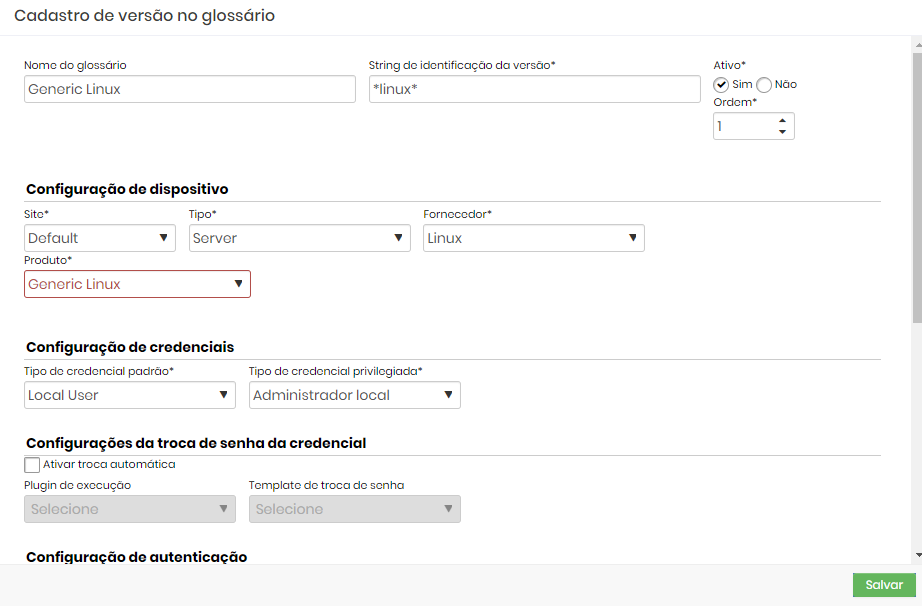 Cadastro de versão no glossário
Nome do glossário String de identificação da versão* Ativo*
Generic Linux *linux* Sim Não
Ordem*
1
Configuração de dispositivo
Site* Tipo* Fornecedor*
Default Server Linux
Produto*
Generic Linux
Configuração de credenciais
Tipo de credencial padrão* Tipo de credencial privilegiada*
Local User Administrador local
Configurações da troca de senha da credencial
Ativar troca automática
Plugin de execução Template de troca de senha
Selecione Selecione
Configuração de autenticação
Salvar